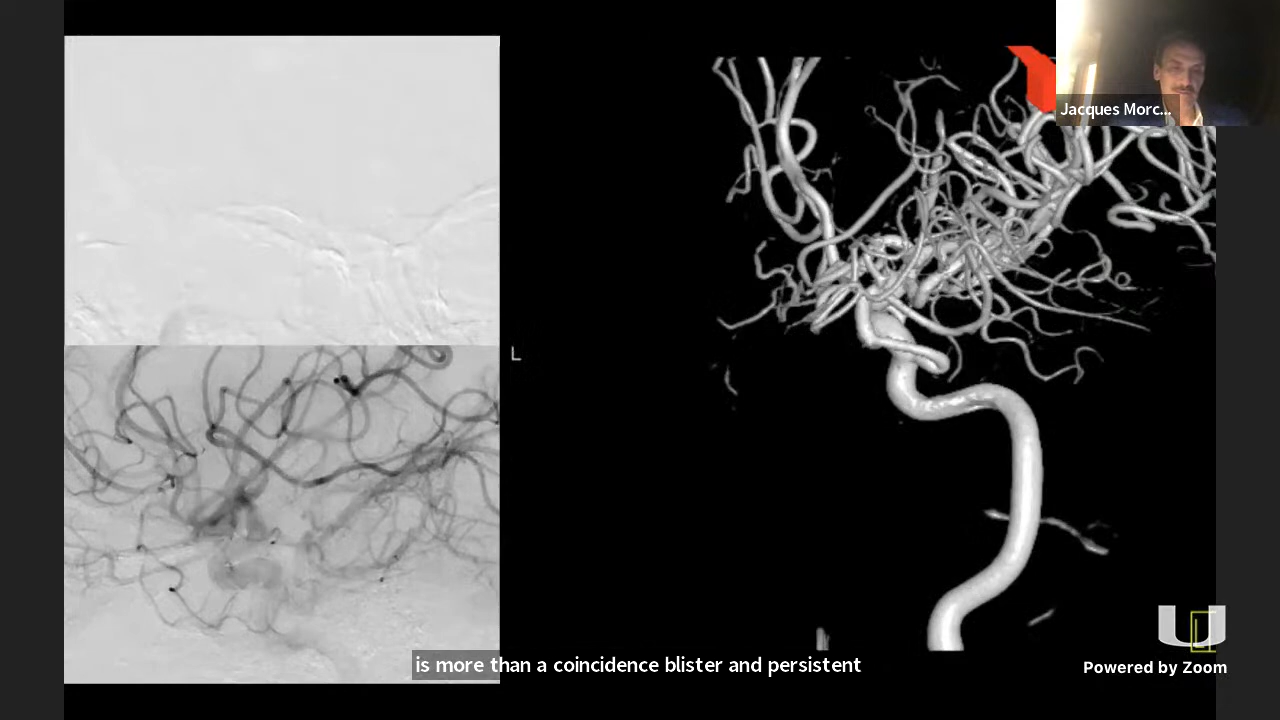 Jacques Morc...
L
is more than a coincidence blister and persistent
U
Powered by Zoom